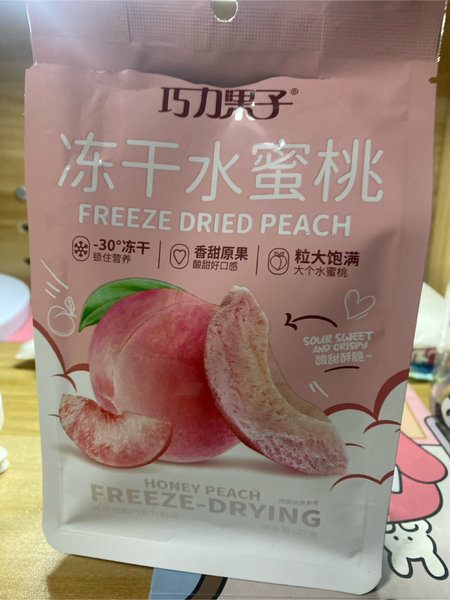 巧力果子®
冻干水蜜桃
FREEZE DRIED PEACH
-30°冻干
锁住营养
香甜原果
酸甜好口感
粒大饱满
大个水蜜桃
SOUR SWEET
AND CRISPY
酸甜酥脆~
HONEY PEACH
FREEZE-DRYING